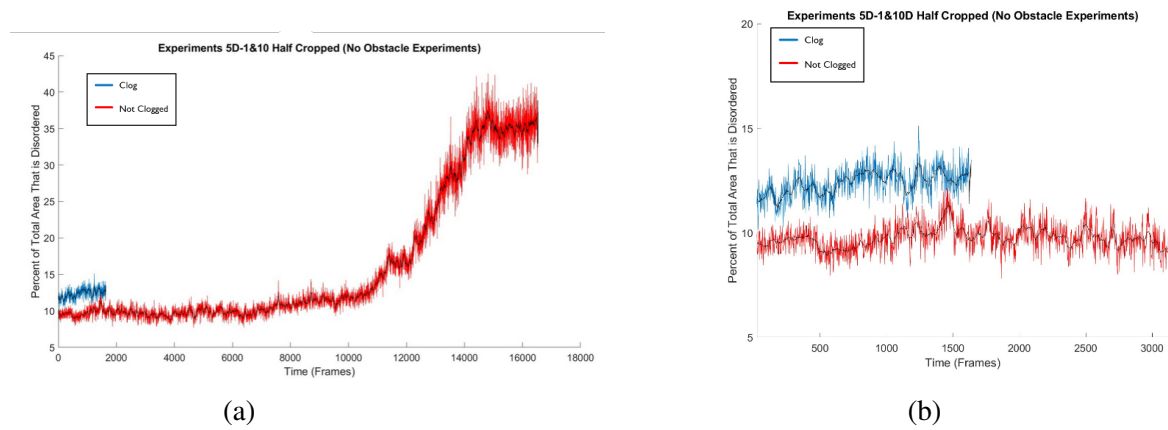 Experiments 5D-1&10 Half Cropped (No Obstacle Experiments)
45
40
35
30
25
20
15
10
5
Percent of Total Area That is Disordered
Clog
Not Clogged
0 2000 4000 6000 8000 10000 12000 14000 16000 18000
Time (Frames)
(a)
Experiments 5D-1&10D Half Cropped (No Obstacle Experiments)
20
15
10
5
Percent of Total Area That is Disordered
Clog
Not Clogged
500 1000 1500 2000 2500 3000
Time (Frames)
(b)